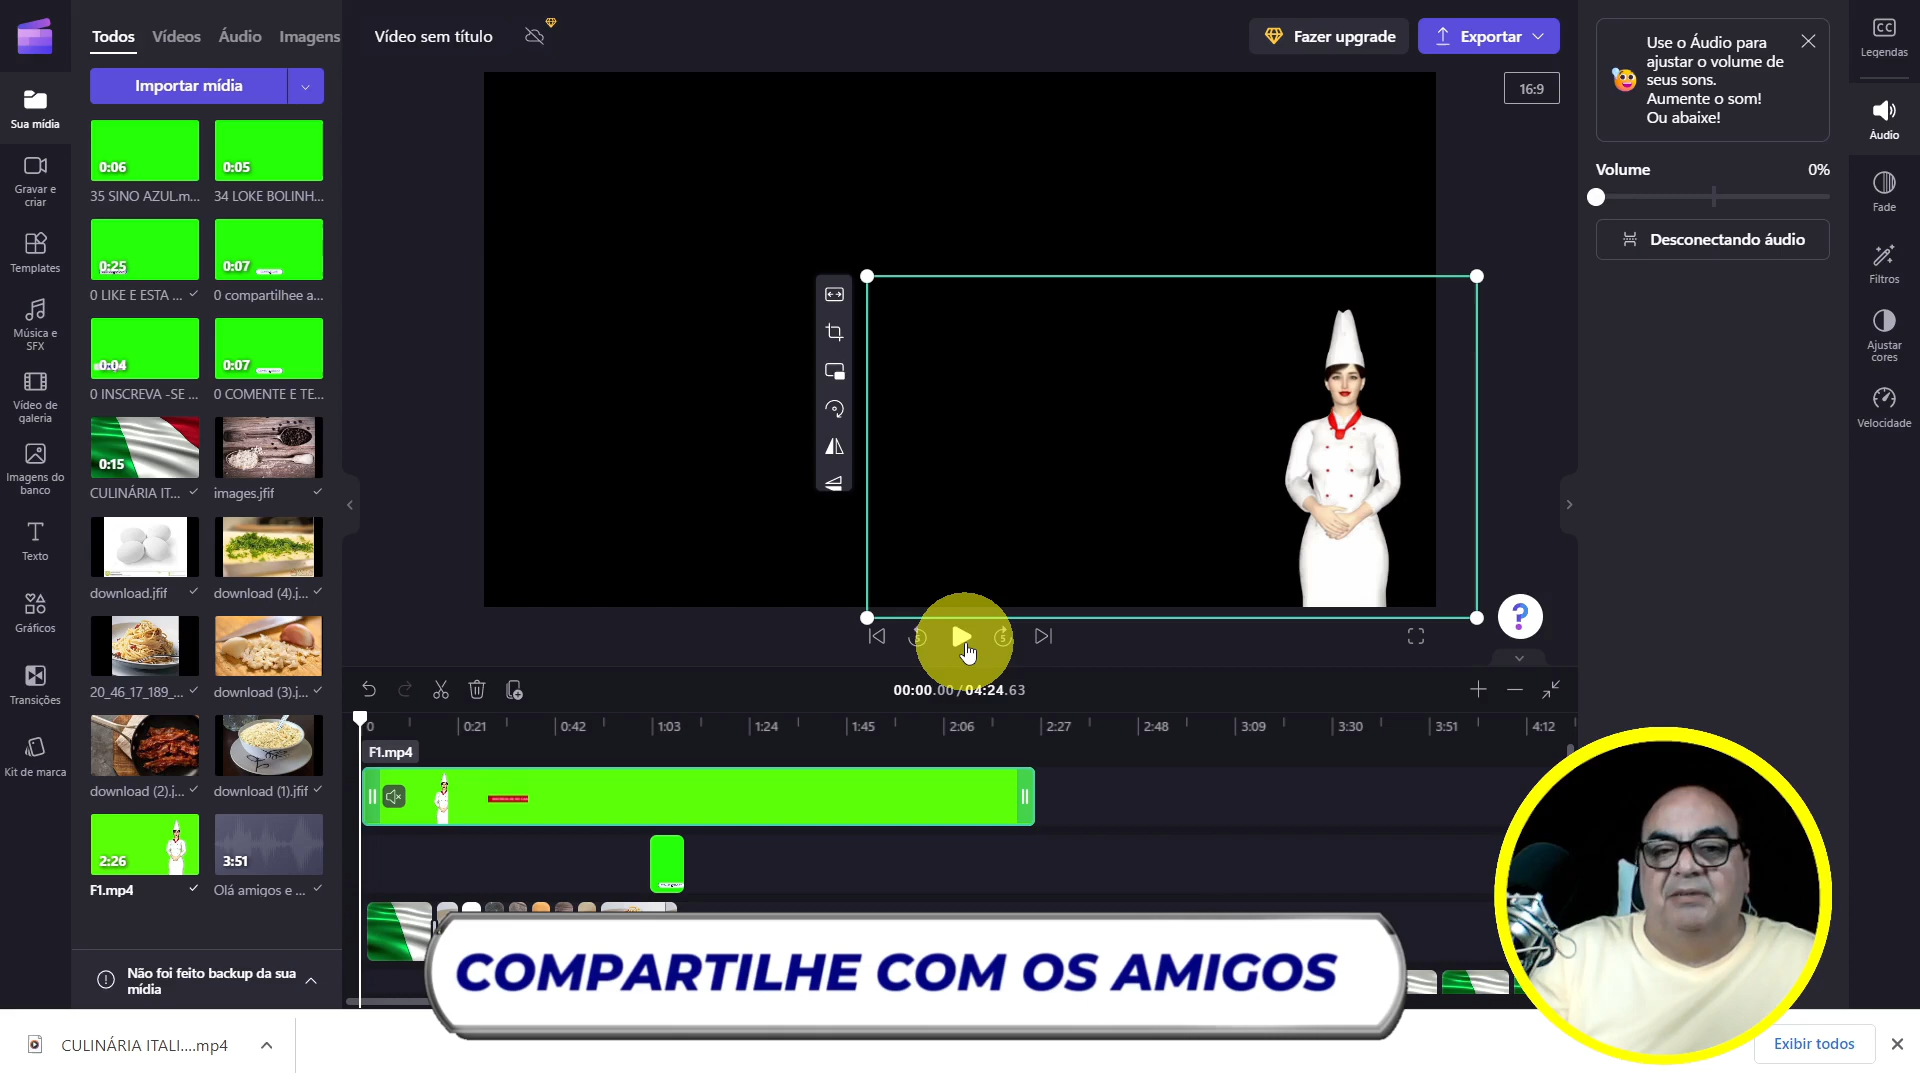 Todos Vídeos Áudio Imagens
Vídeo sem título
Fazer upgrade
Exportar
Importar mídia
16:9
Use o Áudio para
ajustar o volume de
seus sons.
Aumente o som!
Ou abaixe!
Volume 0%
Desconectando áudio
CC
Legendas
Áudio
Fade
Filtros
Ajustar
cores
Velocidade
Sua mídia
Gravar e
criar
Templates
Música e
SFX
Vídeo de
galeria
Imagens do
banco
Texto
Gráficos
Transições
Kit de marca
0:06 0:05
35 SINO AZUL.m... 34 LOKE BOLINH...
0:25 0:07
0 LIKE E ESTA ... 0 compartilhee a...
0:04 0:07
0 INSCREVA -SE ... 0 COMENTE E TE...
0:15
CULINÁRIA IT... images.jfif
download.jfif download (4).j...
20_46_17_189_... download (3).j...
download (2).j... download (1).jfif
2:26 3:51
F1.mp4 Olá amigos e ...
Não foi feito backup da sua
mídia
5 5
?
00:00.00 / 04:24.63
0 0:21 0:42 1:03 1:24 1:45 2:06 2:27 2:48 3:09 3:30 3:51 4:12
F1.mp4
COMPARTILHE COM OS AMIGOS
CULINÁRIA ITALI....mp4
Exibir todos